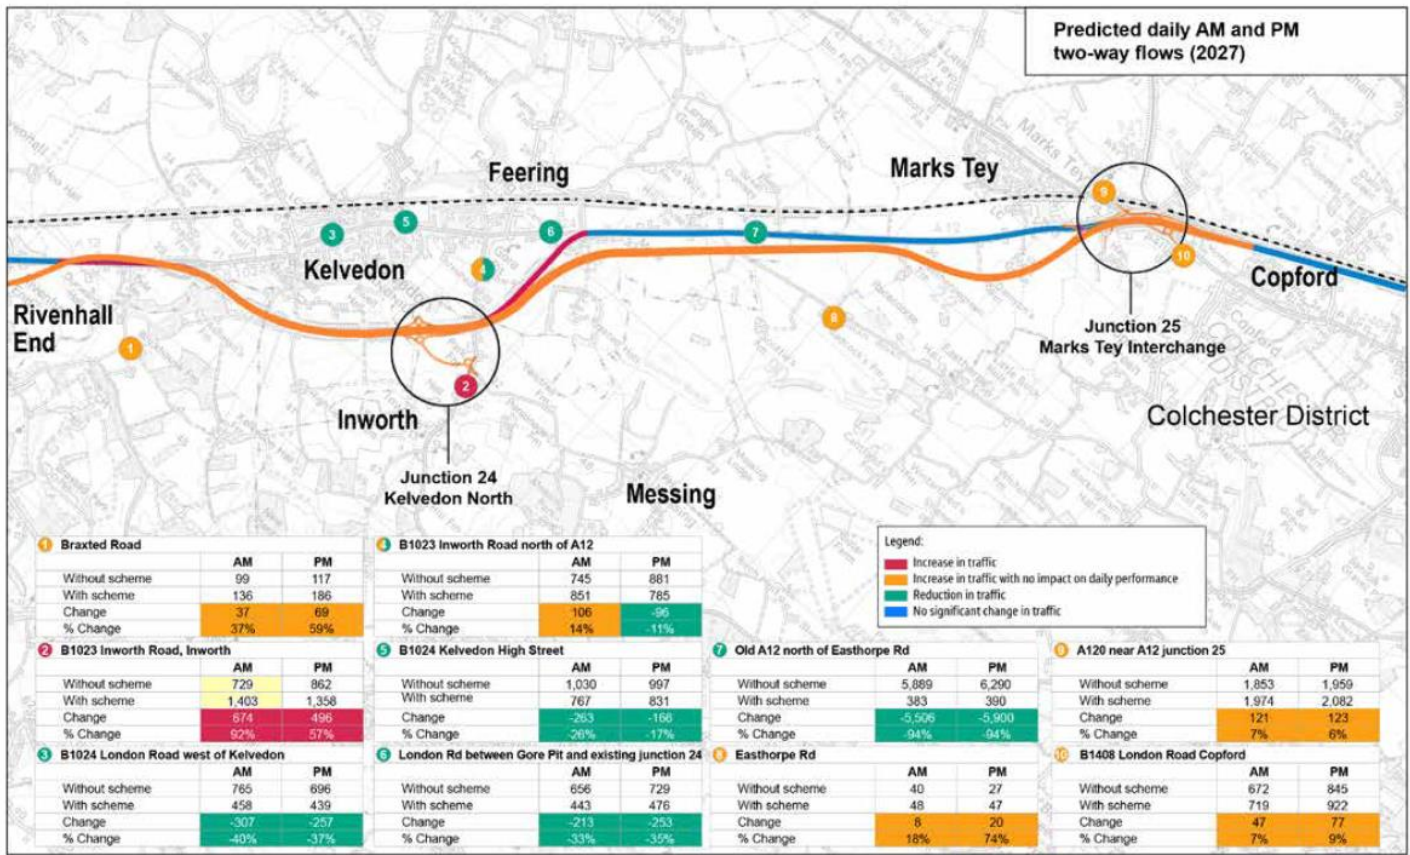 Predicted daily AM and PM
two-way flows (2027)
Feering
Marks Tey
Kelvedon
Copford
Rivenhall
End
Junction 25
Marks Tey Interchange
Inworth
Colchester District
Junction 24
Kelvedon North
Messing
1
2
3
4
5
6
7
8
9
10
Legend:
Increase in traffic
Increase in traffic with no impact on daily performance
Reduction in traffic
No significant change in traffic
1 Braxted Road
AM PM
Without scheme 99 117
With scheme 136 186
Change 37 69
% Change 37% 59%
2 B1023 Inworth Road, Inworth
AM PM
Without scheme 729 862
With scheme 1,403 1,358
Change 674 496
% Change 92% 57%
3 B1024 London Road west of Kelvedon
AM PM
Without scheme 765 696
With scheme 458 439
Change -307 -257
% Change -40% -37%
4 B1023 Inworth Road north of A12
AM PM
Without scheme 745 881
With scheme 851 785
Change 106 -96
% Change 14% -11%
5 B1024 Kelvedon High Street
AM PM
Without scheme 1,030 997
With scheme 767 831
Change -263 -166
% Change -26% -17%
6 London Rd between Gore Pit and existing junction 24
AM PM
Without scheme 656 729
With scheme 443 476
Change -213 -253
% Change -33% -35%
7 Old A12 north of Easthorpe Rd
AM PM
Without scheme 5,889 6,290
With scheme 383 390
Change -5,506 -5,900
% Change -94% -94%
8 Easthorpe Rd
AM PM
Without scheme 40 27
With scheme 48 47
Change 8 20
% Change 18% 74%
9 A120 near A12 junction 25
AM PM
Without scheme 1,853 1,959
With scheme 1,974 2,082
Change 121 123
% Change 7% 6%
10 B1408 London Road Copford
AM PM
Without scheme 672 845
With scheme 719 922
Change 47 77
% Change 7% 9%